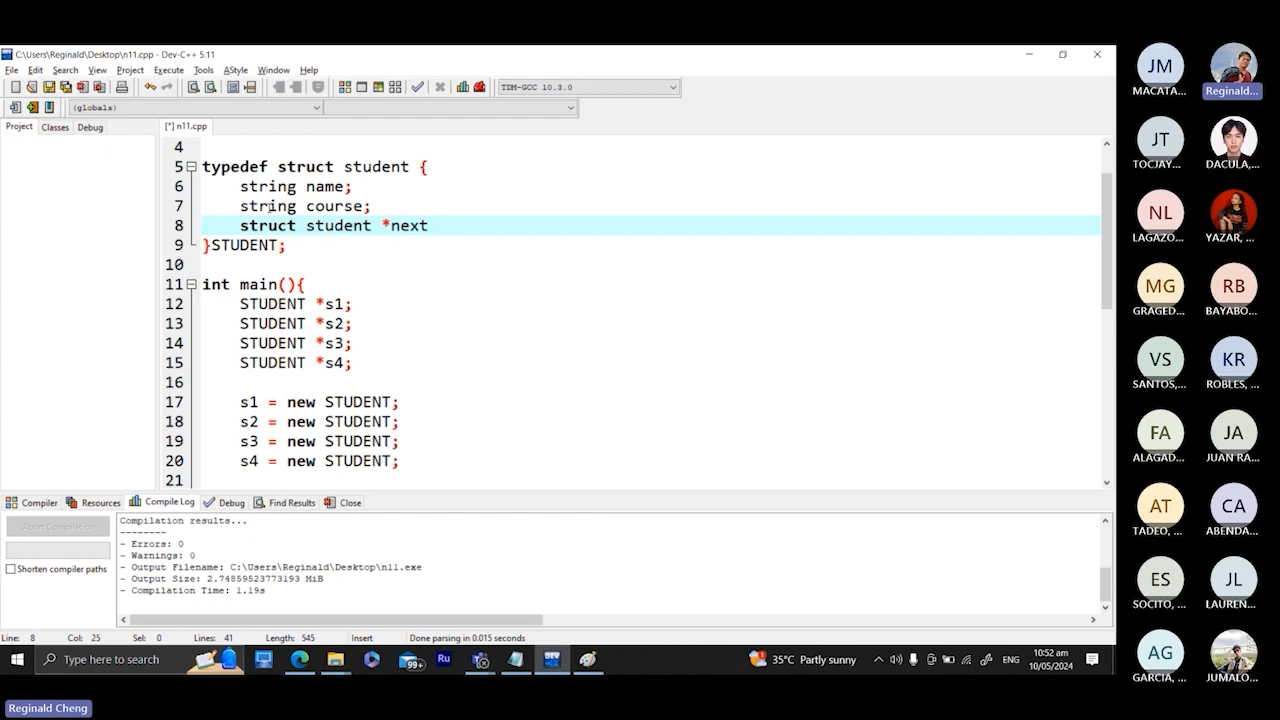 C:\Users\Reginald\Desktop\n11.cpp - Dev-C++ 5.11
File Edit Search View Project Execute Tools AStyle Window Help
TDM-GCC 10.3.0
(globals)
Project Classes Debug
[*] n11.cpp
4
5 typedef struct student {
6 string name;
7 string course;
8 struct student *next
9 }STUDENT;
10
11 int main(){
12 STUDENT *s1;
13 STUDENT *s2;
14 STUDENT *s3;
15 STUDENT *s4;
16
17 s1 = new STUDENT;
18 s2 = new STUDENT;
19 s3 = new STUDENT;
20 s4 = new STUDENT;
21
Compiler Resources Compile Log Debug Find Results Close
Abort Compilation
Shorten compiler paths
Compilation results...
--------
- Errors: 0
- Warnings: 0
- Output Filename: C:\Users\Reginald\Desktop\n11.exe
- Output Size: 2.74859523773193 MiB
- Compilation Time: 1.19s
Line: 8 Col: 25 Sel: 0 Lines: 41 Length: 545 Insert Done parsing in 0.015 seconds
Type here to search
99+
Ru
DEV
35°C Partly sunny
ENG
10:52 am
10/05/2024
Reginald Cheng
JM
MACATA...
Reginald...
JT
TOCJAY...
DACULA,...
NL
LAGAZO...
YAZAR, ...
MG
GRAGED...
RB
BAYABO...
VS
SANTOS,...
KR
ROBLES, ...
FA
ALAGAD...
JA
JUAN RA...
AT
TADEO, ...
CA
ABENDA...
ES
SOCITO, ...
JL
LAUREN...
AG
GARCIA, ...
JUMALO...